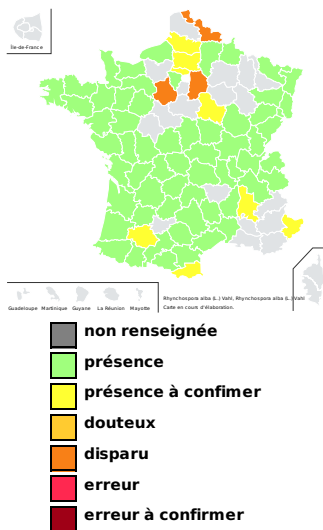 Île-de-France
Guadeloupe Martinique Guyane La Réunion Mayotte
Rhynchospora alba (L.) Vahl, Rhynchospora alba (L.) Vahl
Carte en cours d'élaboration.
non renseignée
présence
présence à confimer
douteux
disparu
erreur
erreur à confirmer